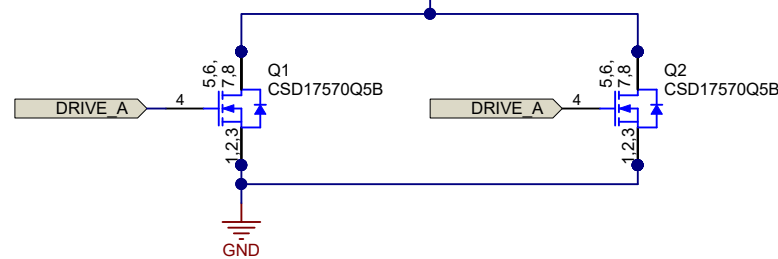 5,6,
7,8
Q1
CSD17570Q5B
DRIVE_A
4
1,2,3
GND
5,6,
7,8
Q2
CSD17570Q5B
DRIVE_A
4
1,2,3